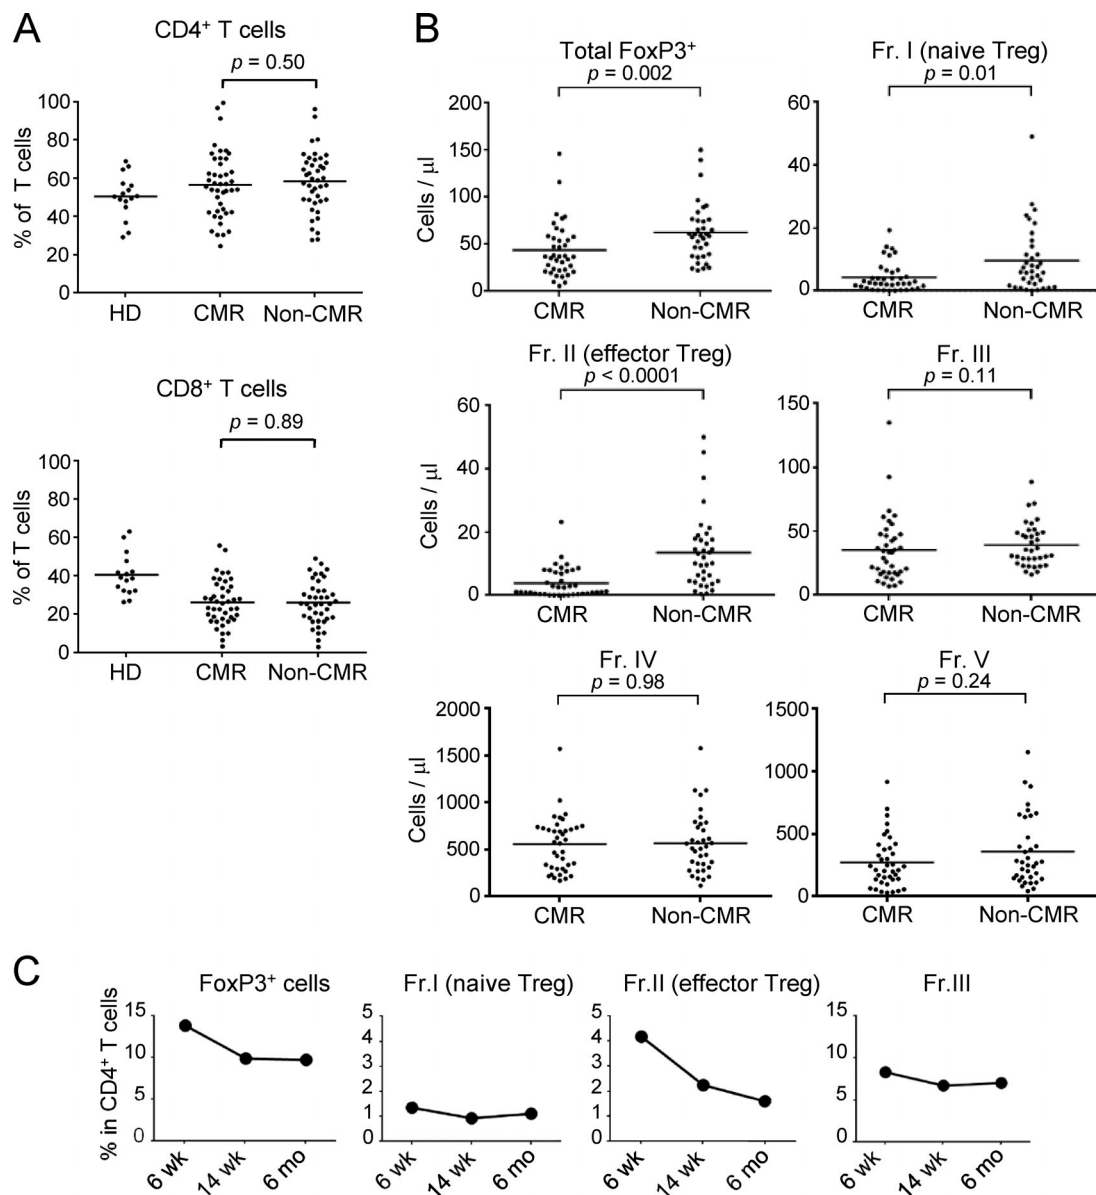 A
CD4⁺ T cells
p = 0.50
% of T cells
100
80
60
40
20
0
HD CMR Non-CMR
CD8⁺ T cells
p = 0.89
% of T cells
100
80
60
40
20
0
HD CMR Non-CMR
B
Total FoxP3⁺
p = 0.002
Cells / μl
200
150
100
50
0
CMR Non-CMR
Fr. I (naive Treg)
p = 0.01
60
40
20
0
CMR Non-CMR
Fr. II (effector Treg)
p < 0.0001
Cells / μl
60
40
20
0
CMR Non-CMR
Fr. III
p = 0.11
150
100
50
0
CMR Non-CMR
Fr. IV
p = 0.98
Cells / μl
2000
1500
1000
500
0
CMR Non-CMR
Fr. V
p = 0.24
1500
1000
500
0
CMR Non-CMR
C
FoxP3⁺ cells
% in CD4⁺ T cells
15
10
5
0
6 wk 14 wk 6 mo
Fr.I (naive Treg)
5
4
3
2
1
0
6 wk 14 wk 6 mo
Fr.II (effector Treg)
5
4
3
2
1
0
6 wk 14 wk 6 mo
Fr.III
15
10
5
0
6 wk 14 wk 6 mo